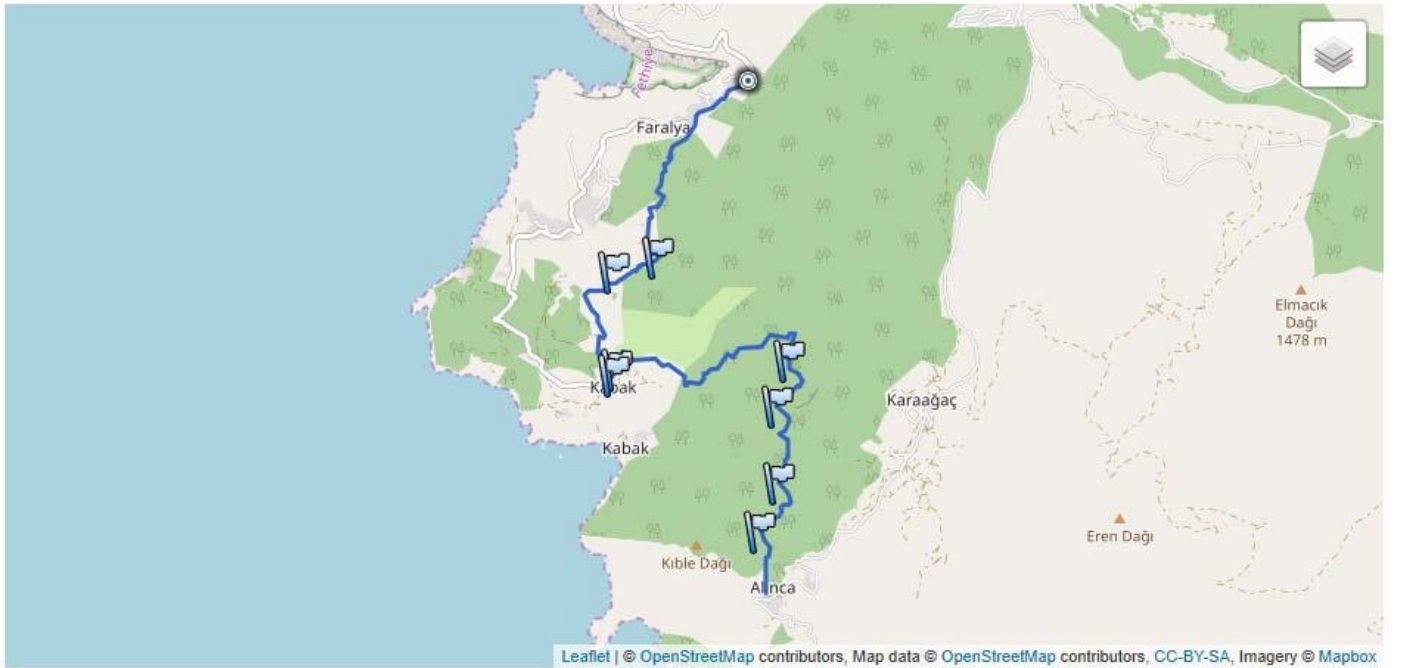 Fethiye
Faralya
Elmacık
Dağı
1478 m
Kabak
Karaağaç
Kabak
Eren Dağı
Kıble Dağı
Alınca
Leaflet | © OpenStreetMap contributors, Map data © OpenStreetMap contributors, CC-BY-SA, Imagery © Mapbox